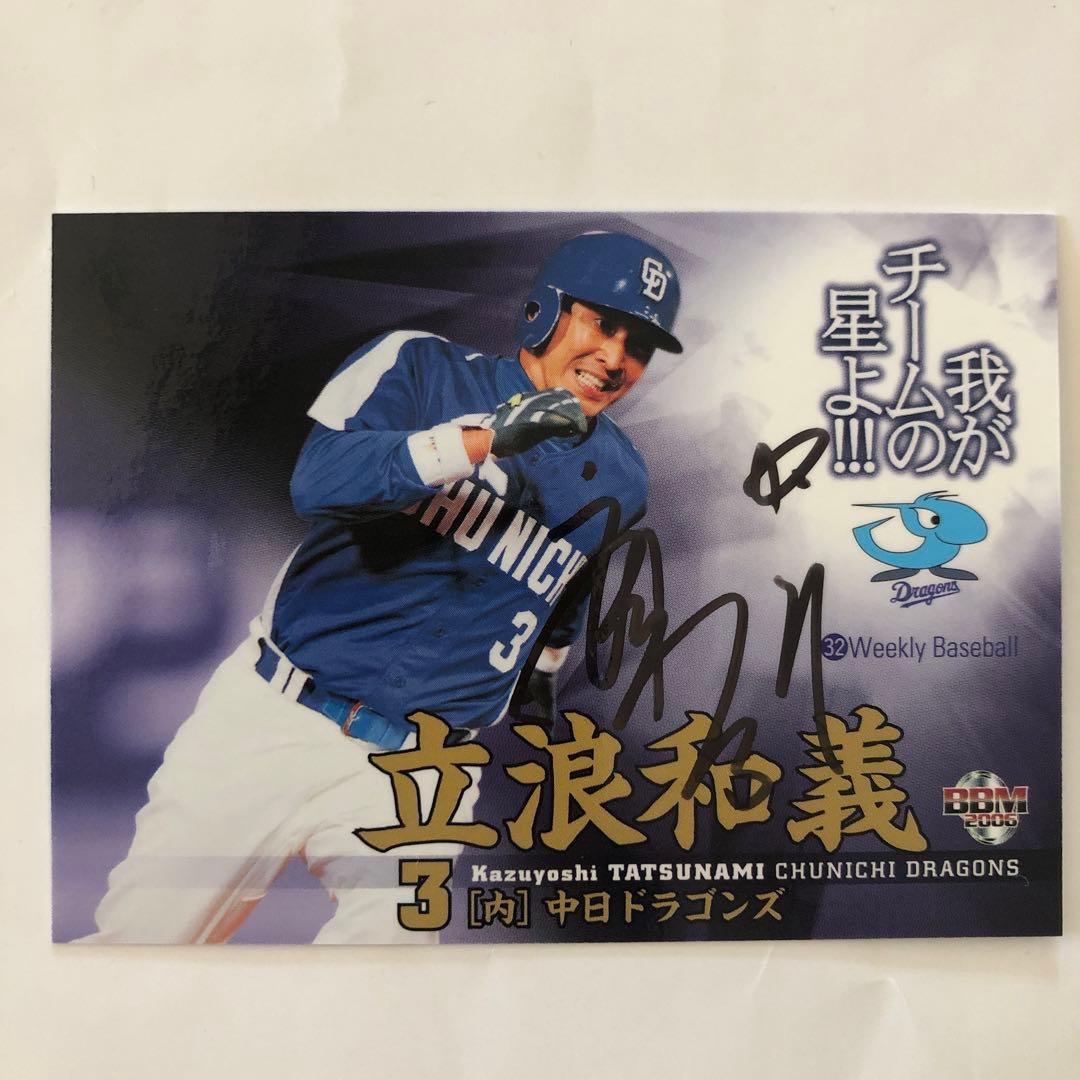 我が
チームの
星よ!!!
CD
CHUNICHI
3
Dragons
32 Weekly Baseball
立浪和義
BBM
2006
Kazuyoshi TATSUNAMI CHUNICHI DRAGONS
3 [内] 中日ドラゴンズ